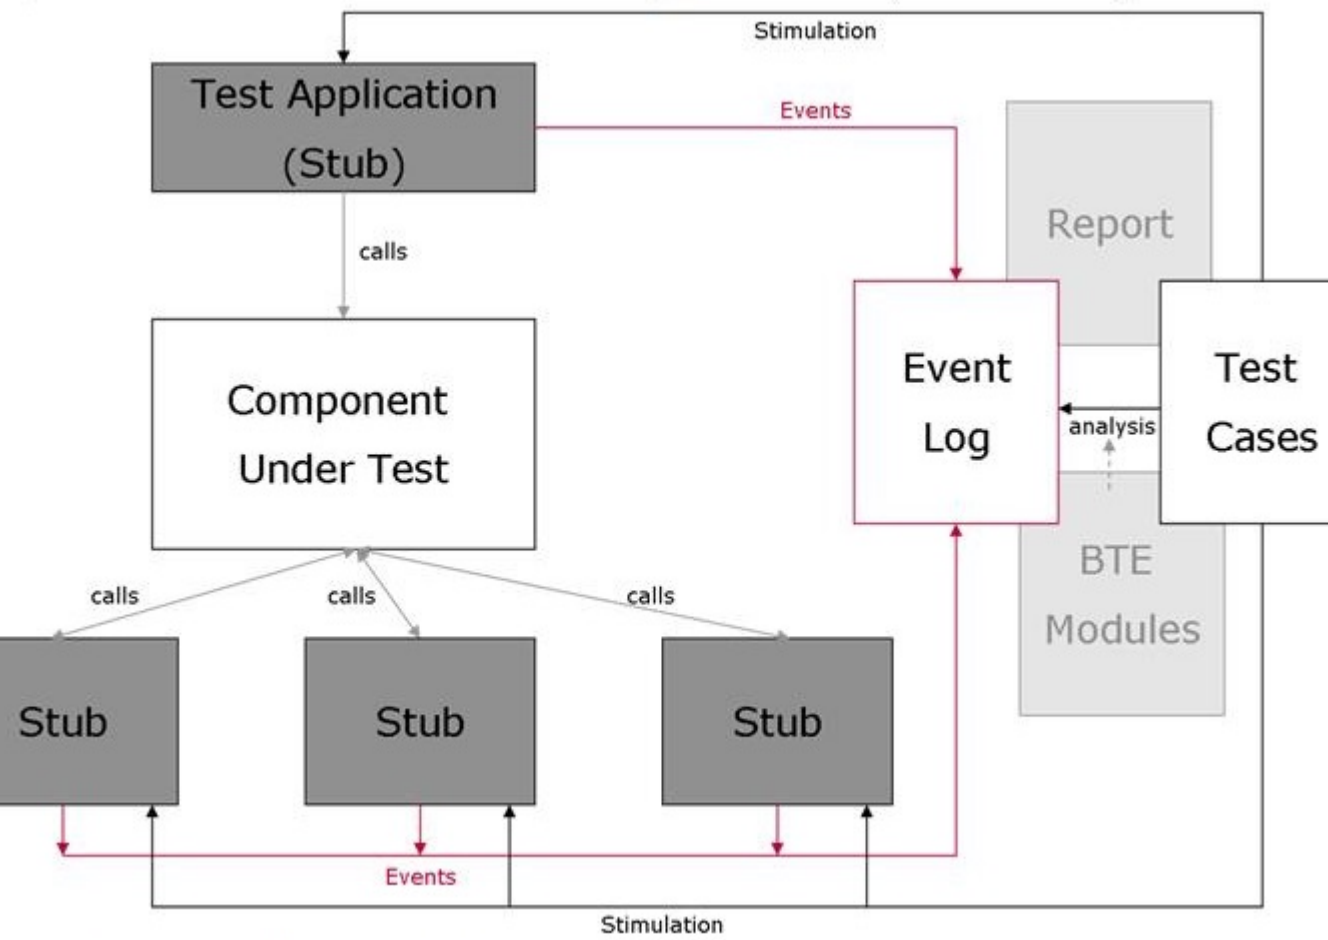 Stimulation
Test Application
(Stub)
Events
calls
Report
Component
Under Test
Event
Log
analysis
Test
Cases
BTE
Modules
calls
calls
calls
Stub
Stub
Stub
Events
Stimulation